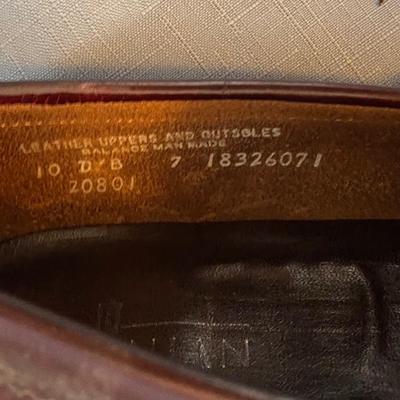 LEATHER UPPERS AND OUTSOLES
BALANCE MAN MADE
10 D/B 7 18326071
20801